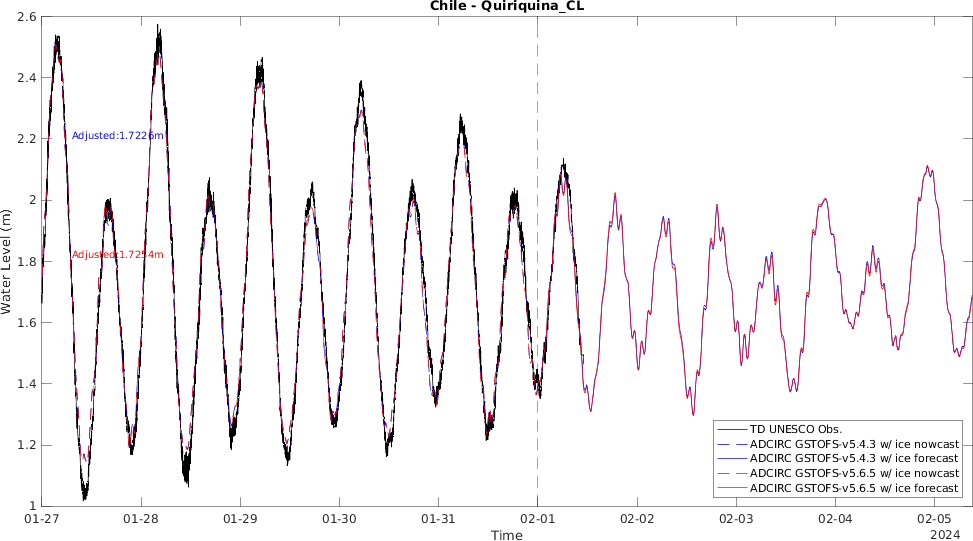 Chile - Quiriquina_CL
2.6
2.4
2.2
2
1.8
1.6
1.4
1.2
1
Water Level (m)
Adjusted:1.7226m
Adjusted:1.7254m
TD UNESCO Obs.
ADCIRC GSTOFS-v5.4.3 w/ ice nowcast
ADCIRC GSTOFS-v5.4.3 w/ ice forecast
ADCIRC GSTOFS-v5.6.5 w/ ice nowcast
ADCIRC GSTOFS-v5.6.5 w/ ice forecast
01-27 01-28 01-29 01-30 01-31 02-01 02-02 02-03 02-04 02-05
2024
Time